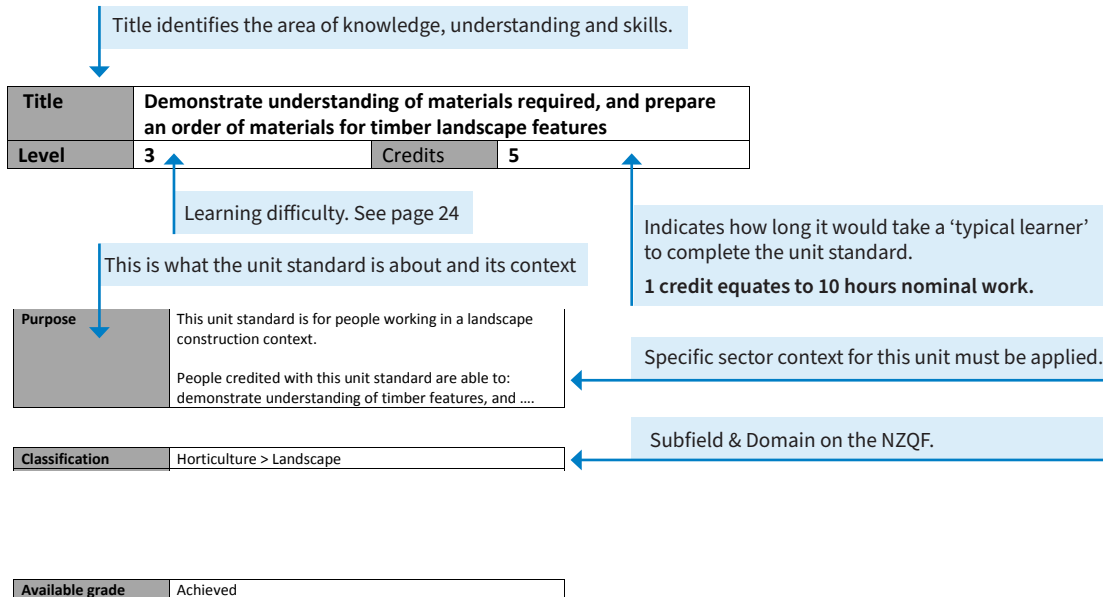 Title identifies the area of knowledge, understanding and skills.
Title Demonstrate understanding of materials required, and prepare
an order of materials for timber landscape features
Level 3 Credits 5
Learning difficulty. See page 24
Indicates how long it would take a ‘typical learner’
to complete the unit standard.
1 credit equates to 10 hours nominal work.
This is what the unit standard is about and its context
Purpose This unit standard is for people working in a landscape
construction context.
People credited with this unit standard are able to:
demonstrate understanding of timber features, and ....
Specific sector context for this unit must be applied.
Subfield & Domain on the NZQF.
Classification Horticulture > Landscape
Available grade Achieved